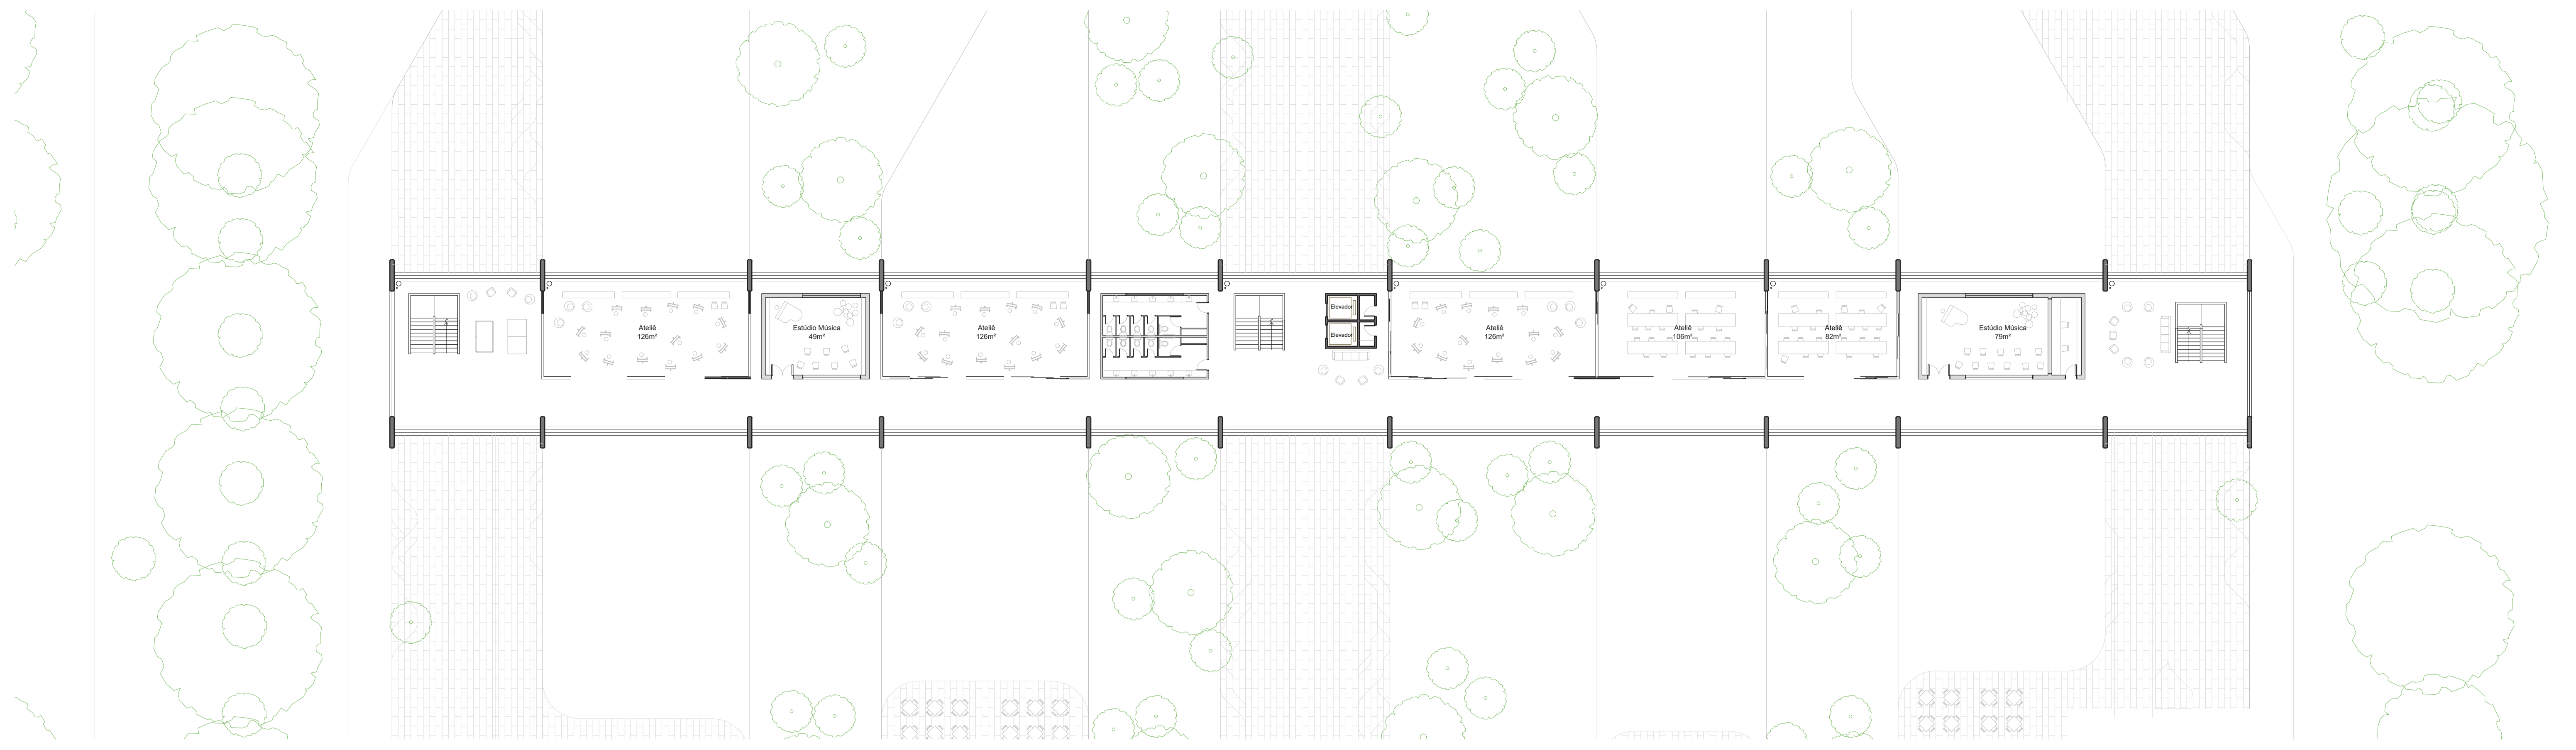 Elevador
Elevador
Ateliê
126m²
Estúdio Música
49m²
Ateliê
126m²
Ateliê
126m²
Ateliê
106m²
Ateliê
82m²
Estúdio Música
79m²